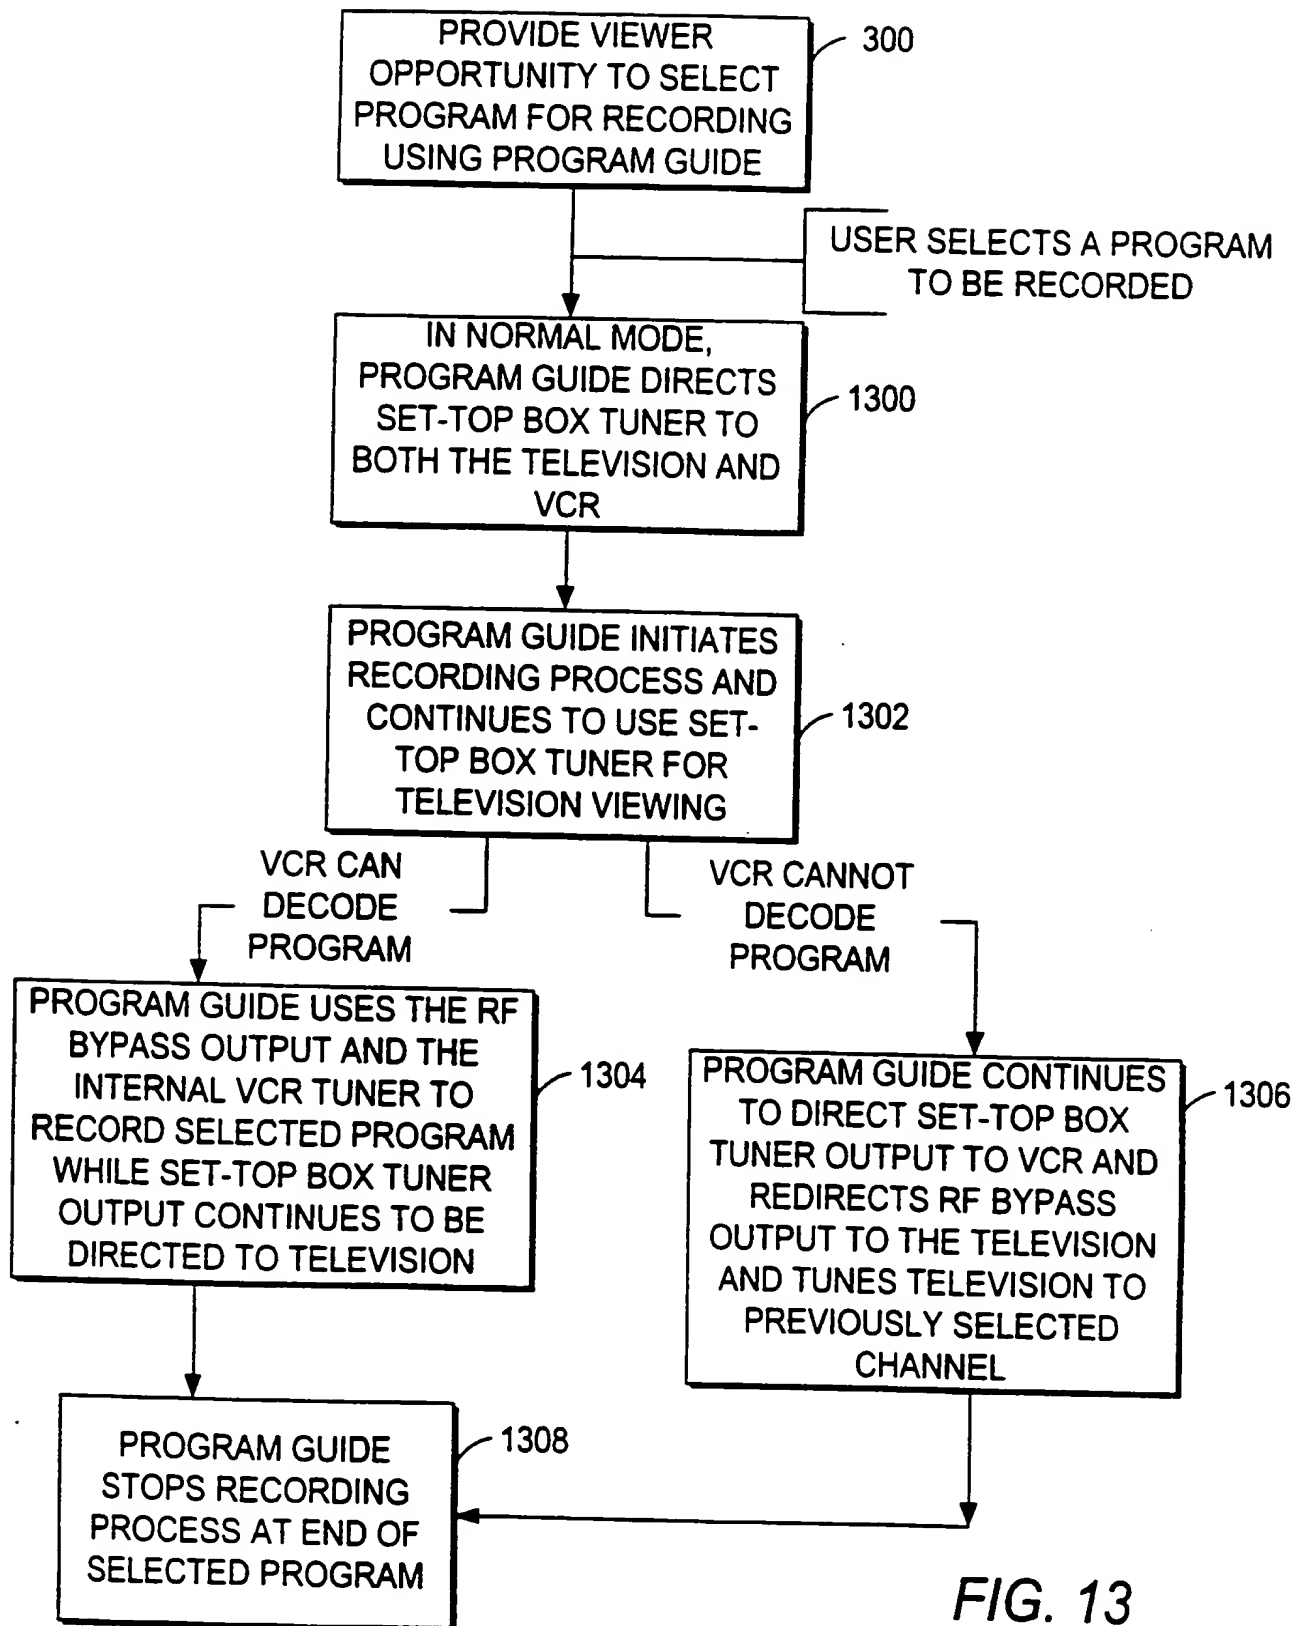 PROVIDE VIEWER
OPPORTUNITY TO SELECT
PROGRAM FOR RECORDING
USING PROGRAM GUIDE
300
USER SELECTS A PROGRAM
TO BE RECORDED
IN NORMAL MODE,
PROGRAM GUIDE DIRECTS
SET-TOP BOX TUNER TO
BOTH THE TELEVISION AND
VCR
1300
PROGRAM GUIDE INITIATES
RECORDING PROCESS AND
CONTINUES TO USE SET-
TOP BOX TUNER FOR
TELEVISION VIEWING
1302
VCR CAN
DECODE
PROGRAM
VCR CANNOT
DECODE
PROGRAM
PROGRAM GUIDE USES THE RF
BYPASS OUTPUT AND THE
INTERNAL VCR TUNER TO
RECORD SELECTED PROGRAM
WHILE SET-TOP BOX TUNER
OUTPUT CONTINUES TO BE
DIRECTED TO TELEVISION
1304
PROGRAM GUIDE CONTINUES
TO DIRECT SET-TOP BOX
TUNER OUTPUT TO VCR AND
REDIRECTS RF BYPASS
OUTPUT TO THE TELEVISION
AND TUNES TELEVISION TO
PREVIOUSLY SELECTED
CHANNEL
1306
PROGRAM GUIDE
STOPS RECORDING
PROCESS AT END OF
SELECTED PROGRAM
1308
FIG. 13